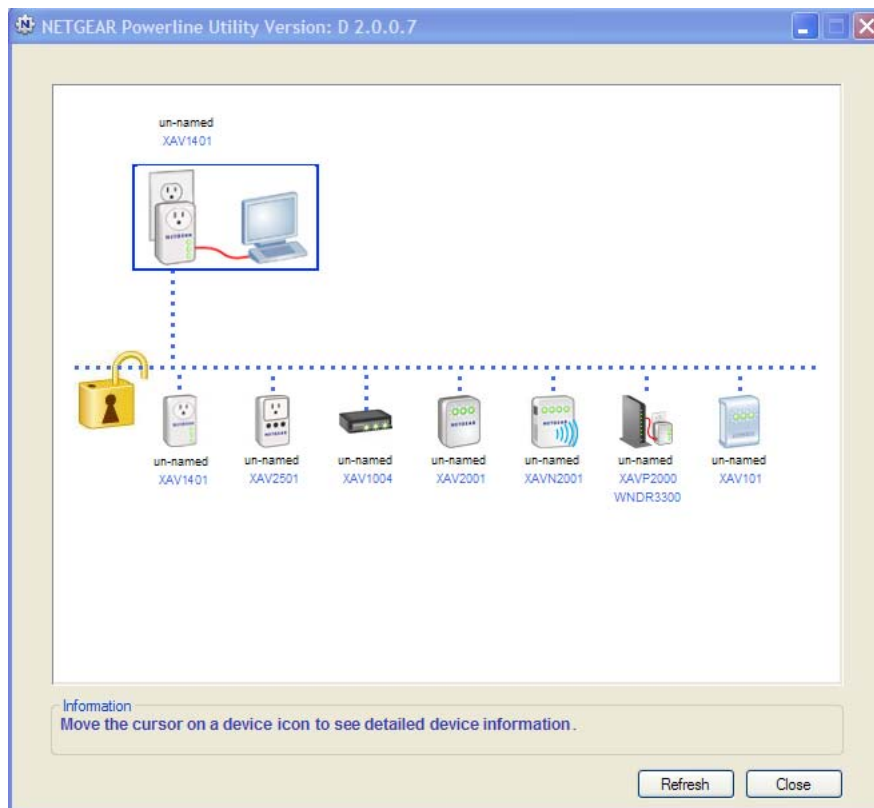 NETGEAR Powerline Utility Version: D 2.0.0.7
un-named
XAV1401
NETGEAR
un-named
XAV1401
un-named
XAV2501
un-named
XAV1004
un-named
XAV2001
un-named
XAVN2001
un-named
XAVP2000
WNDR3300
un-named
XAV101
Information
Move the cursor on a device icon to see detailed device information.
Refresh
Close